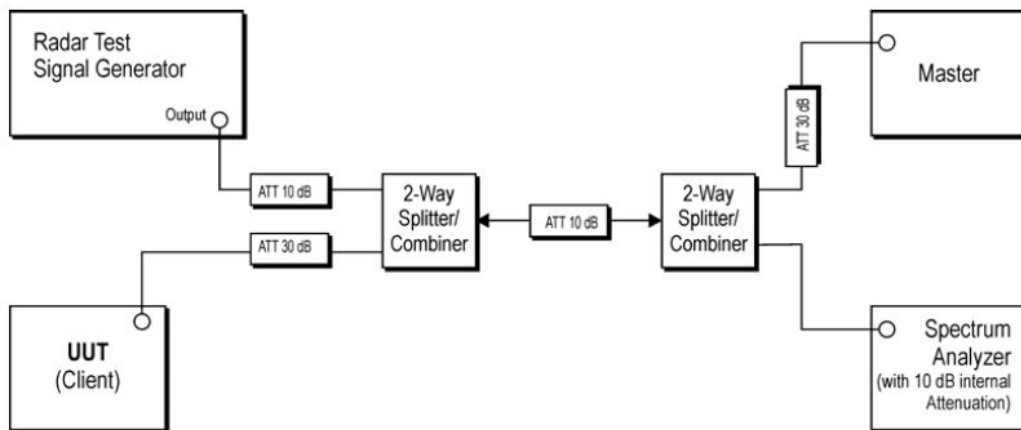 Radar Test
Signal Generator
Output
Master
ATT 30 dB
ATT 10 dB
2-Way
Splitter/
Combiner
ATT 10 dB
2-Way
Splitter/
Combiner
ATT 30 dB
UUT
(Client)
Spectrum
Analyzer
(with 10 dB internal
Attenuation)